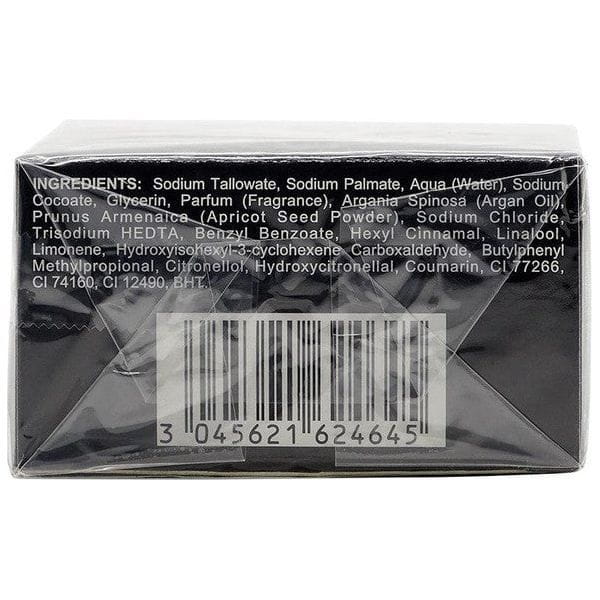 INGREDIENTS: Sodium Tallowate, Sodium Palmate, Aqua (Water), Sodium
Cocoate, Glycerin, Parfum (Fragrance), Argania Spinosa (Argan Oil),
Prunus Armenaica (Apricot Seed Powder), Sodium Chloride,
Trisodium HEDTA, Benzyl Benzoate, Hexyl Cinnamal, Linalool,
Limonene, Hydroxyisohexyl-3-cyclohexene Carboxaldehyde, Butylphenyl
Methylpropional, Citronellol, Hydroxycitronellal, Coumarin, CI 77266,
CI 74160, CI 12490, BHT.
3 045621 624645